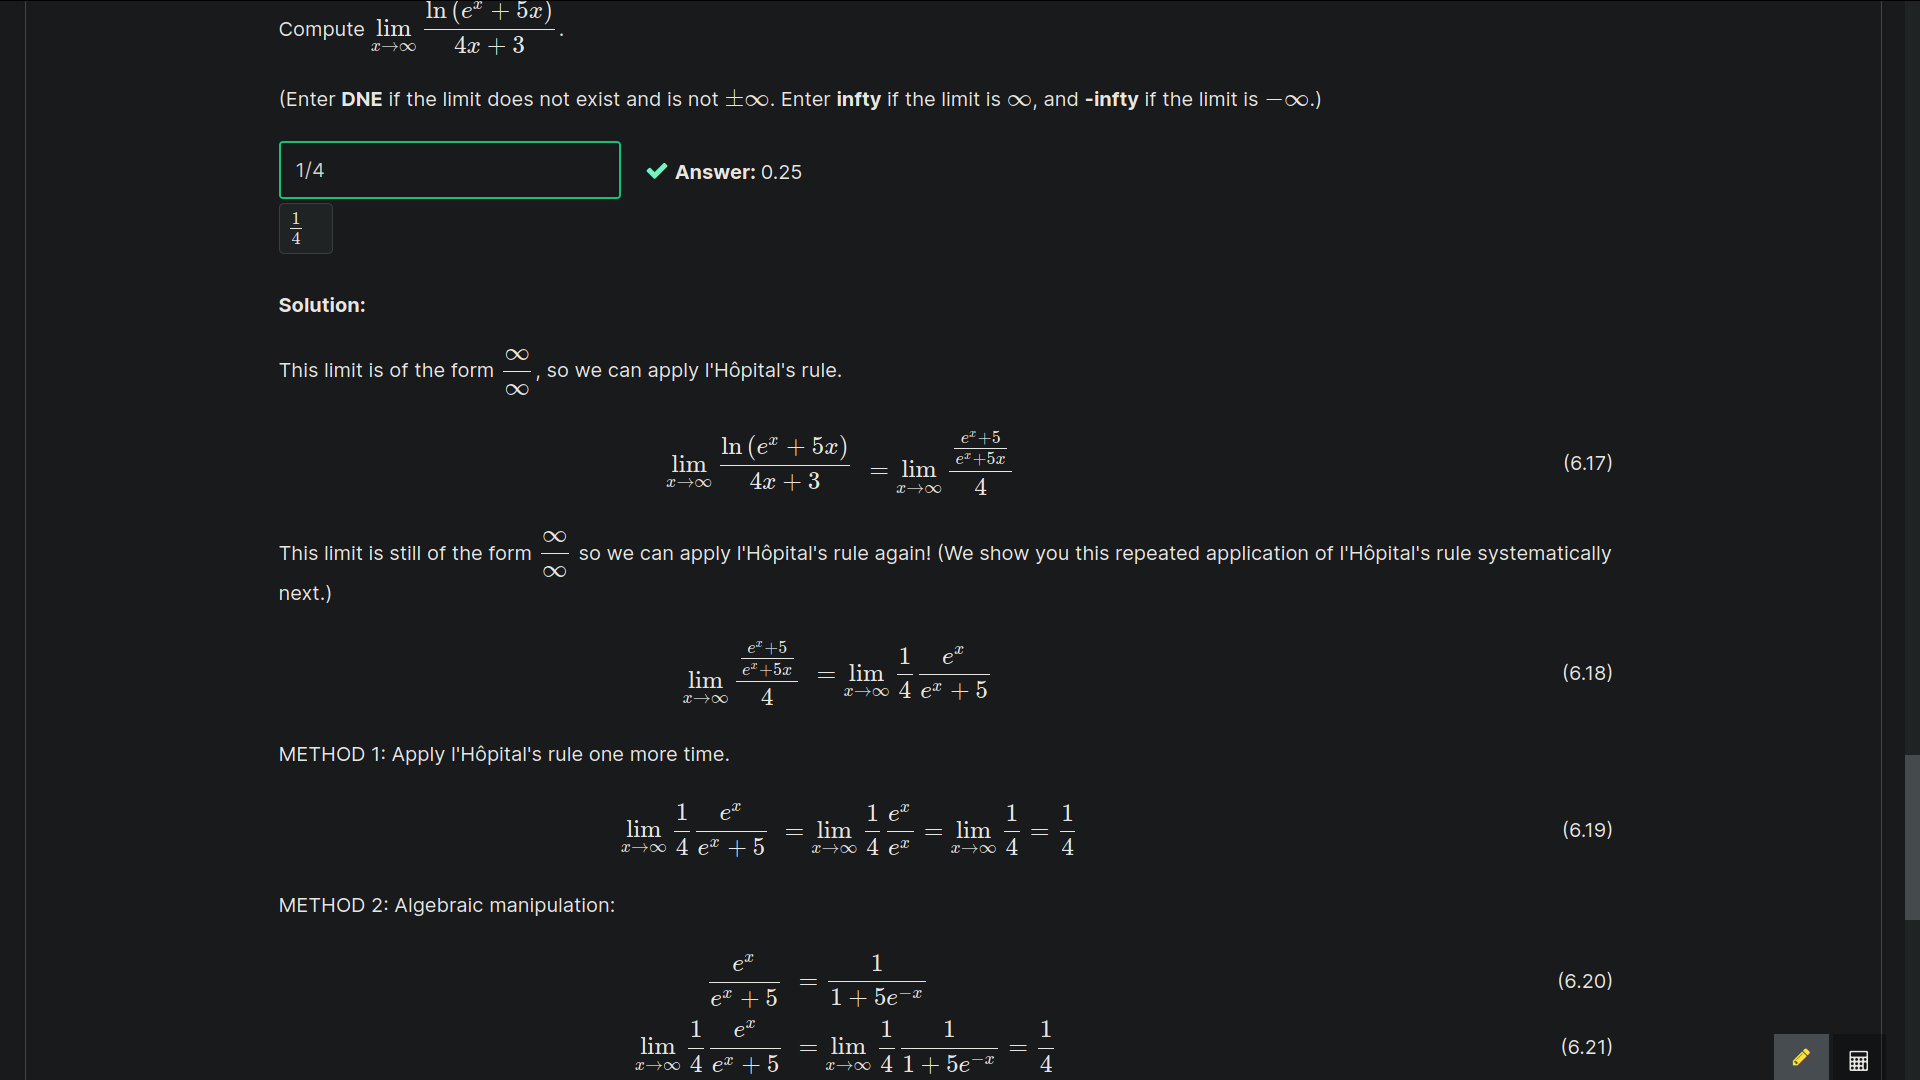 Compute \lim_{x \to \infty} \frac{\ln(e^x + 5x)}{4x + 3}.
(Enter DNE if the limit does not exist and is not ±∞. Enter infty if the limit is ∞, and -infty if the limit is −∞.)
1/4
✔ Answer: 0.25
\frac{1}{4}
Solution:
This limit is of the form \frac{\infty}{\infty}, so we can apply l'Hôpital's rule.
\lim_{x \to \infty} \frac{\ln(e^x + 5x)}{4x + 3} = \lim_{x \to \infty} \frac{\frac{e^x+5}{e^x+5x}}{4} (6.17)
This limit is still of the form \frac{\infty}{\infty} so we can apply l'Hôpital's rule again! (We show you this repeated application of l'Hôpital's rule systematically
next.)
\lim_{x \to \infty} \frac{\frac{e^x+5}{e^x+5x}}{4} = \lim_{x \to \infty} \frac{1}{4} \frac{e^x}{e^x + 5} (6.18)
METHOD 1: Apply l'Hôpital's rule one more time.
\lim_{x \to \infty} \frac{1}{4} \frac{e^x}{e^x + 5} = \lim_{x \to \infty} \frac{1}{4} \frac{e^x}{e^x} = \lim_{x \to \infty} \frac{1}{4} = \frac{1}{4} (6.19)
METHOD 2: Algebraic manipulation:
\frac{e^x}{e^x + 5} = \frac{1}{1 + 5e^{-x}} (6.20)
\lim_{x \to \infty} \frac{1}{4} \frac{e^x}{e^x + 5} = \lim_{x \to \infty} \frac{1}{4} \frac{1}{1 + 5e^{-x}} = \frac{1}{4} (6.21)